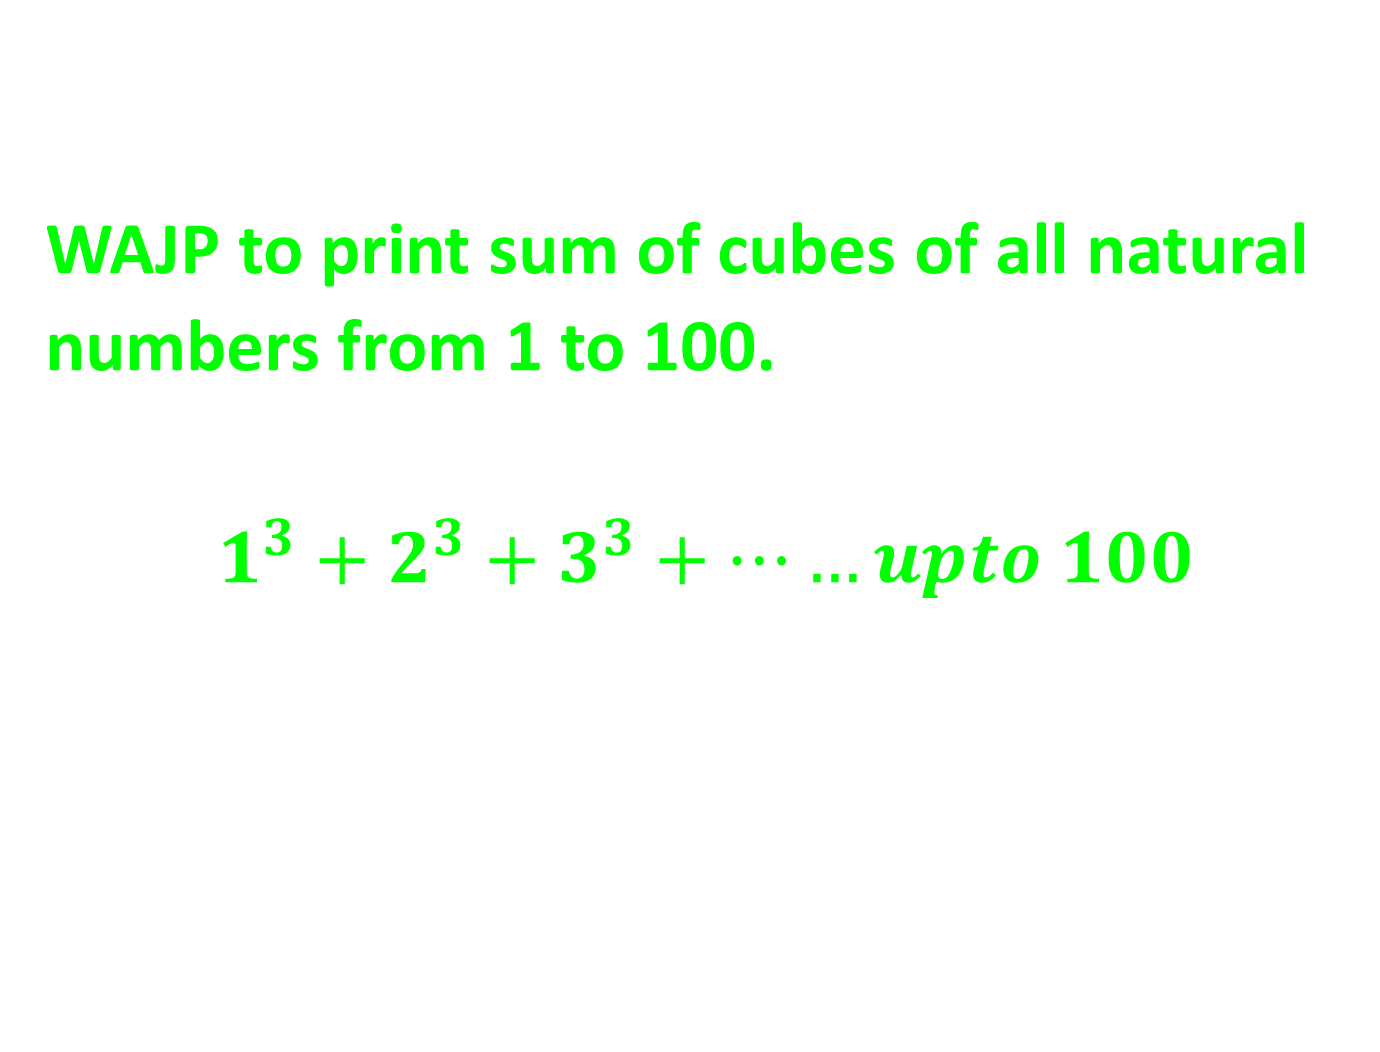 WAJP to print sum of cubes of all natural
numbers from 1 to 100.
1³ + 2³ + 3³ + ⋯ … upto 100